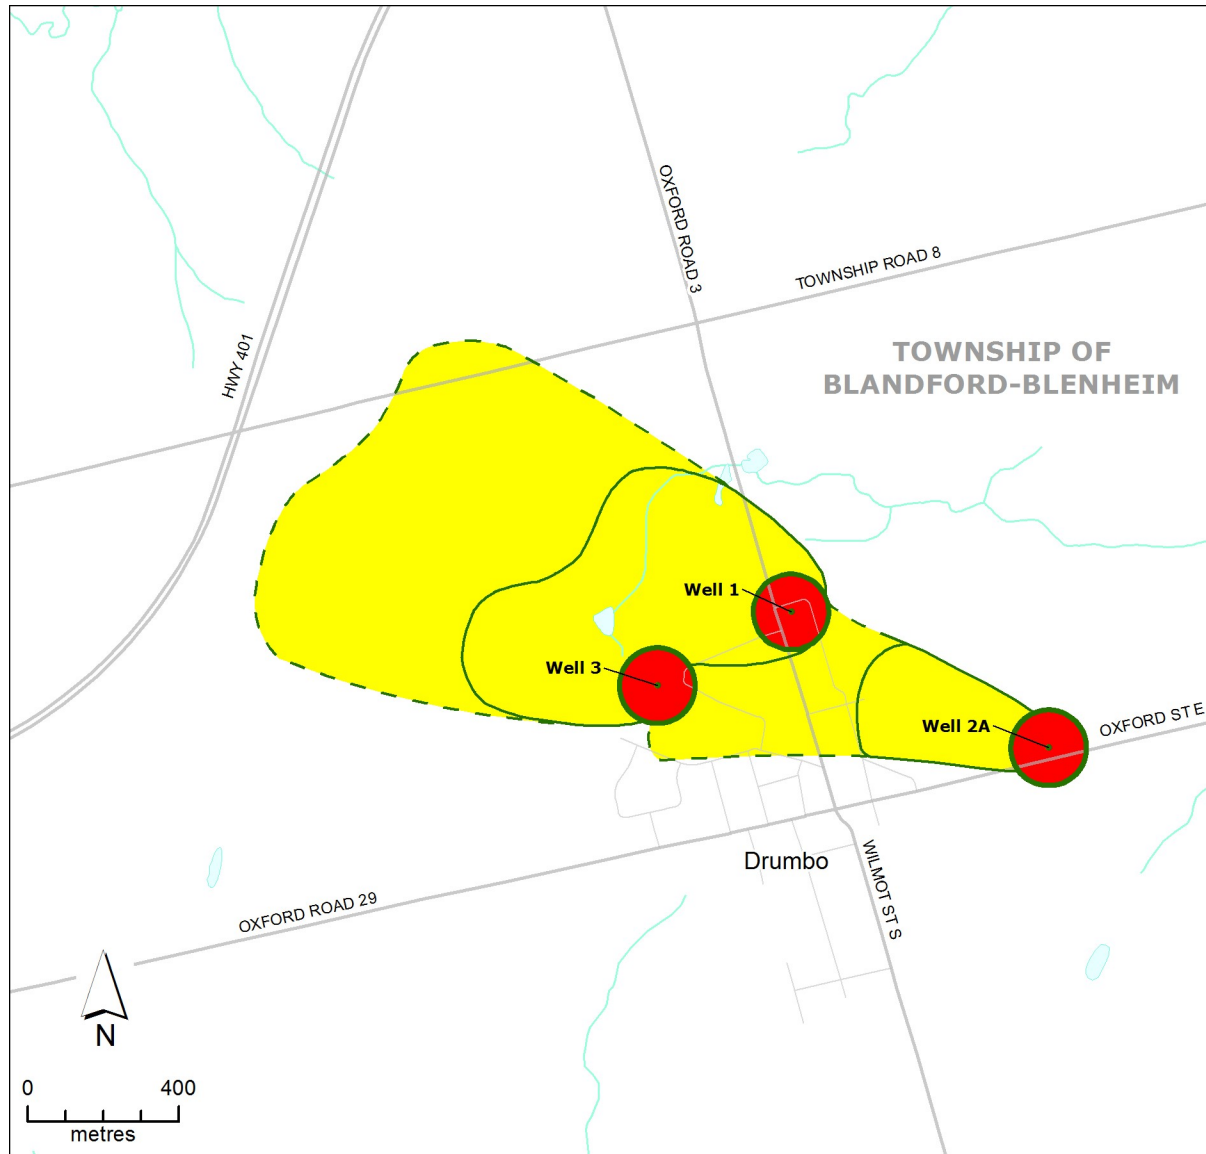 OXFORD ROAD 3
TOWNSHIP ROAD 8
HWY 401
TOWNSHIP OF
BLANDFORD-BLENHEIM
Well 1
Well 3
Well 2A
OXFORD ST E
Drumbo
WILMOT ST S
OXFORD ROAD 29
N
0 400
metres